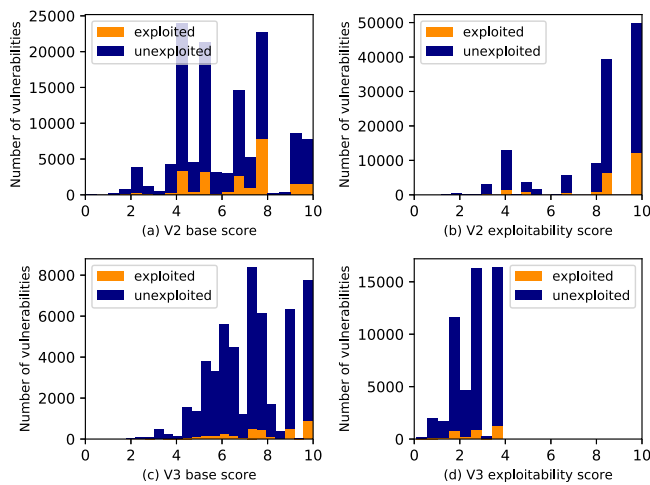 25000
20000
15000
10000
5000
0
Number of vulnerabilities
exploited
unexploited
0 2 4 6 8 10
(a) V2 base score
50000
40000
30000
20000
10000
0
Number of vulnerabilities
exploited
unexploited
0 2 4 6 8 10
(b) V2 exploitability score
8000
6000
4000
2000
0
Number of vulnerabilities
exploited
unexploited
0 2 4 6 8 10
(c) V3 base score
15000
10000
5000
0
Number of vulnerabilities
exploited
unexploited
0 2 4 6 8 10
(d) V3 exploitability score